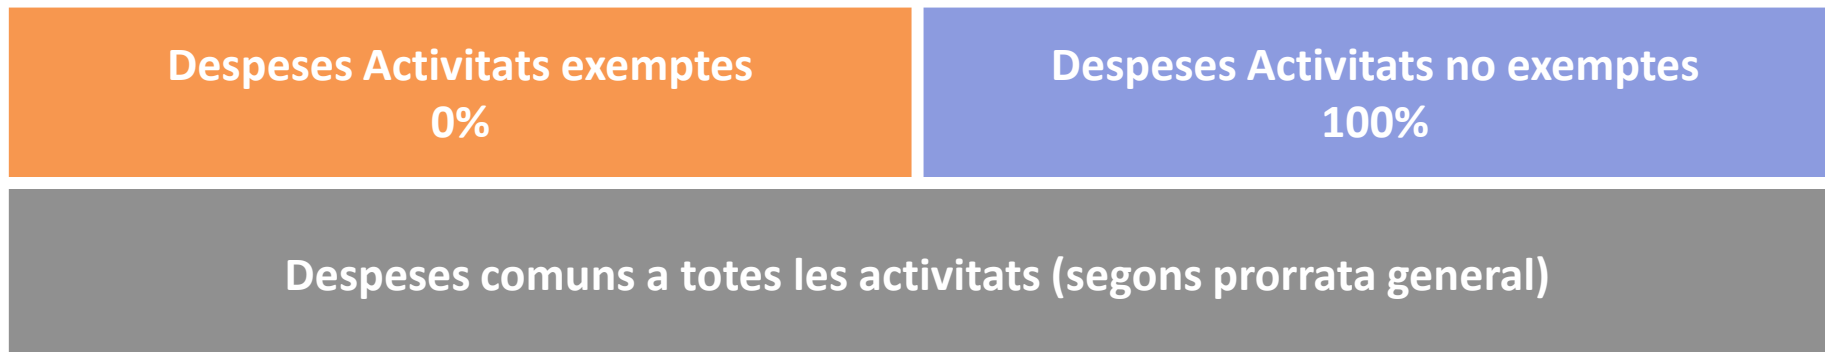 Despeses Activitats exemptes
0%
Despeses Activitats no exemptes
100%
Despeses comuns a totes les activitats (segons prorrata general)